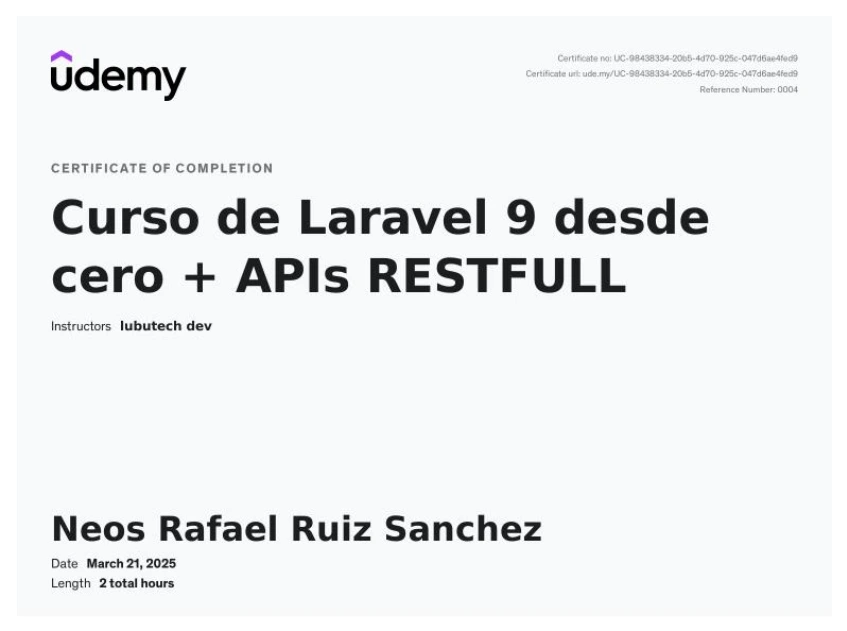 udemy
Certificate no: UC-98438334-20b5-4d70-925c-047d6ae4fed9
Certificate url: ude.my/UC-98438334-20b5-4d70-925c-047d6ae4fed9
Reference Number: 0004
CERTIFICATE OF COMPLETION
Curso de Laravel 9 desde
cero + APIs RESTFULL
Instructors lubutech dev
Neos Rafael Ruiz Sanchez
Date March 21, 2025
Length 2 total hours